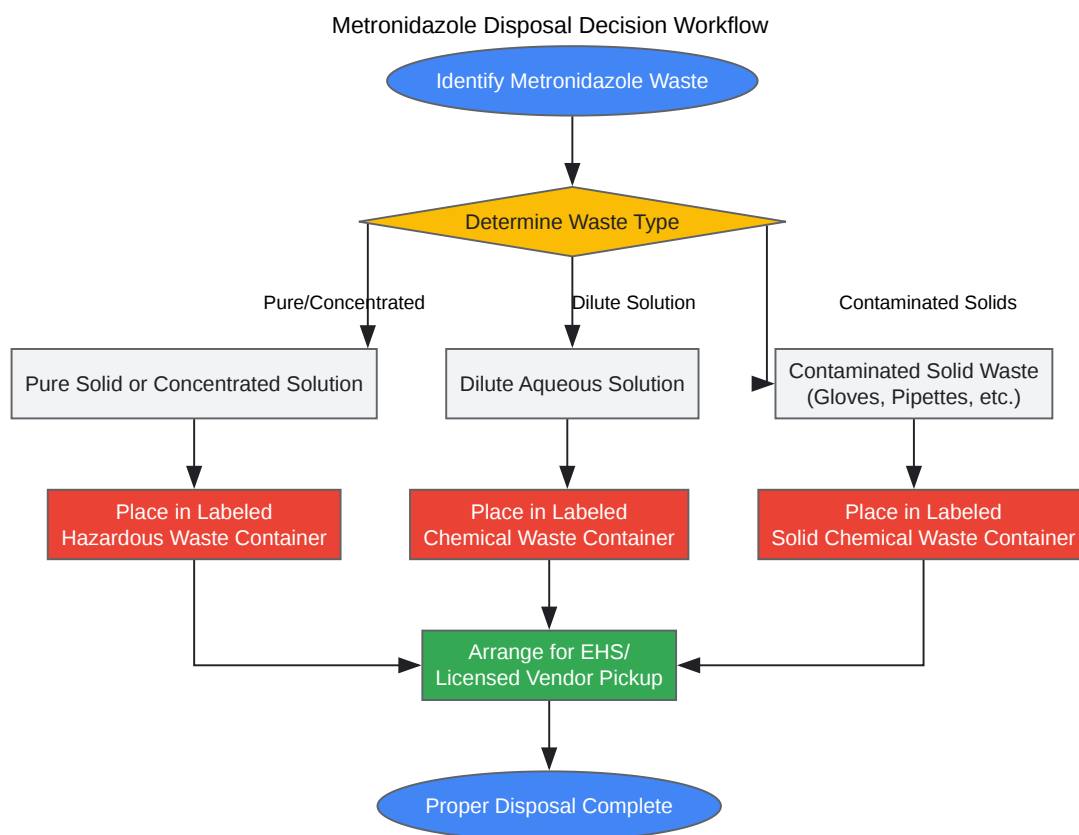 Metronidazole Disposal Decision Workflow
Identify Metronidazole Waste
Determine Waste Type
Pure/Concentrated
Dilute Solution
Contaminated Solids
Pure Solid or Concentrated Solution
Dilute Aqueous Solution
Contaminated Solid Waste
(Gloves, Pipettes, etc.)
Place in Labeled
Hazardous Waste Container
Place in Labeled
Chemical Waste Container
Place in Labeled
Solid Chemical Waste Container
Arrange for EHS/
Licensed Vendor Pickup
Proper Disposal Complete